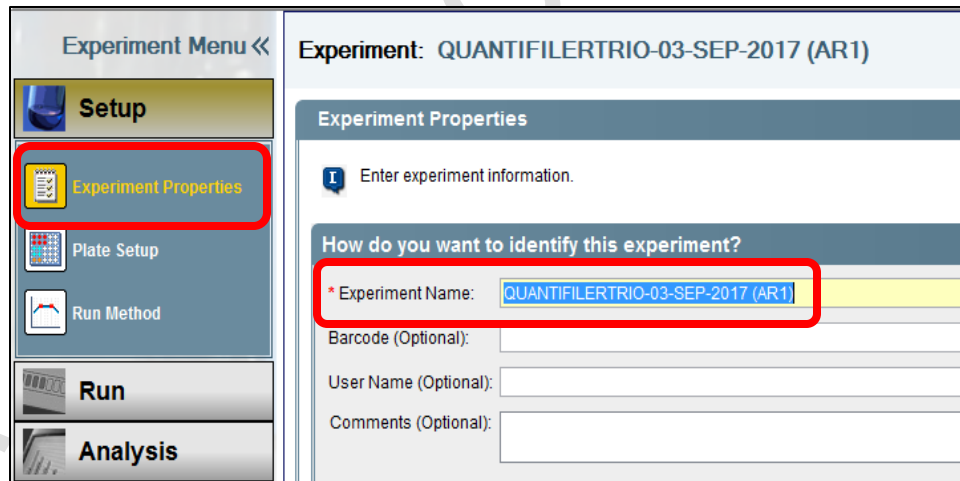 Experiment Menu «
Setup
Experiment Properties
Plate Setup
Run Method
Run
Analysis
Experiment: QUANTIFILERTRIO-03-SEP-2017 (AR1)
Experiment Properties
Enter experiment information.
How do you want to identify this experiment?
* Experiment Name: QUANTIFILERTRIO-03-SEP-2017 (AR1)
Barcode (Optional):
User Name (Optional):
Comments (Optional):